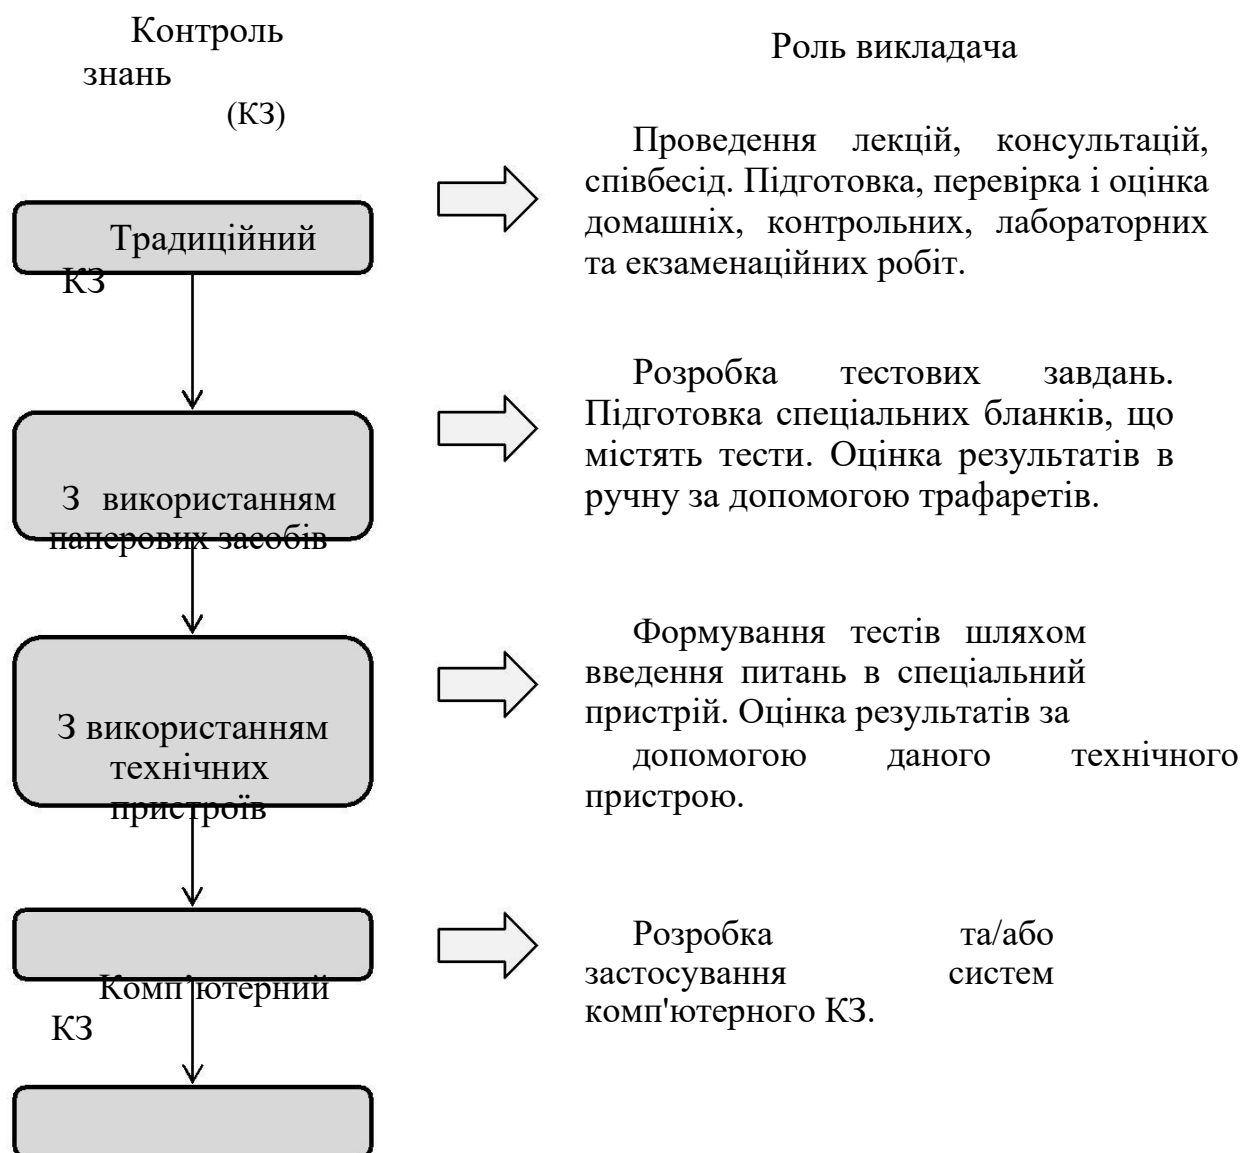 Контроль
знань
(КЗ)
Роль викладача
Традиційний
КЗ
Проведення лекцій, консультацій,
співбесід. Підготовка, перевірка і оцінка
домашніх, контрольних, лабораторних
та екзаменаційних робіт.
З використанням
паперових засобів
Розробка тестових завдань.
Підготовка спеціальних бланків, що
містять тести. Оцінка результатів в
ручну за допомогою трафаретів.
З використанням
технічних
пристроїв
Формування тестів шляхом
введення питань в спеціальний
пристрій. Оцінка результатів за
допомогою даного технічного
пристрою.
Комп’ютерний
КЗ
Розробка та/або
застосування систем
комп'ютерного КЗ.